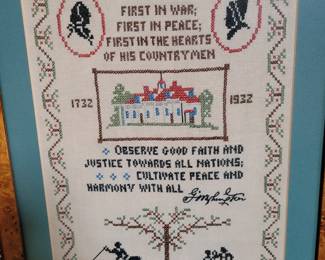 FIRST IN WAR;
FIRST IN PEACE;
FIRST IN THE HEARTS
OF HIS COUNTRYMEN
1732 1932
OBSERVE GOOD FAITH AND
JUSTICE TOWARDS ALL NATIONS;
CULTIVATE PEACE AND
HARMONY WITH ALL
GWashington